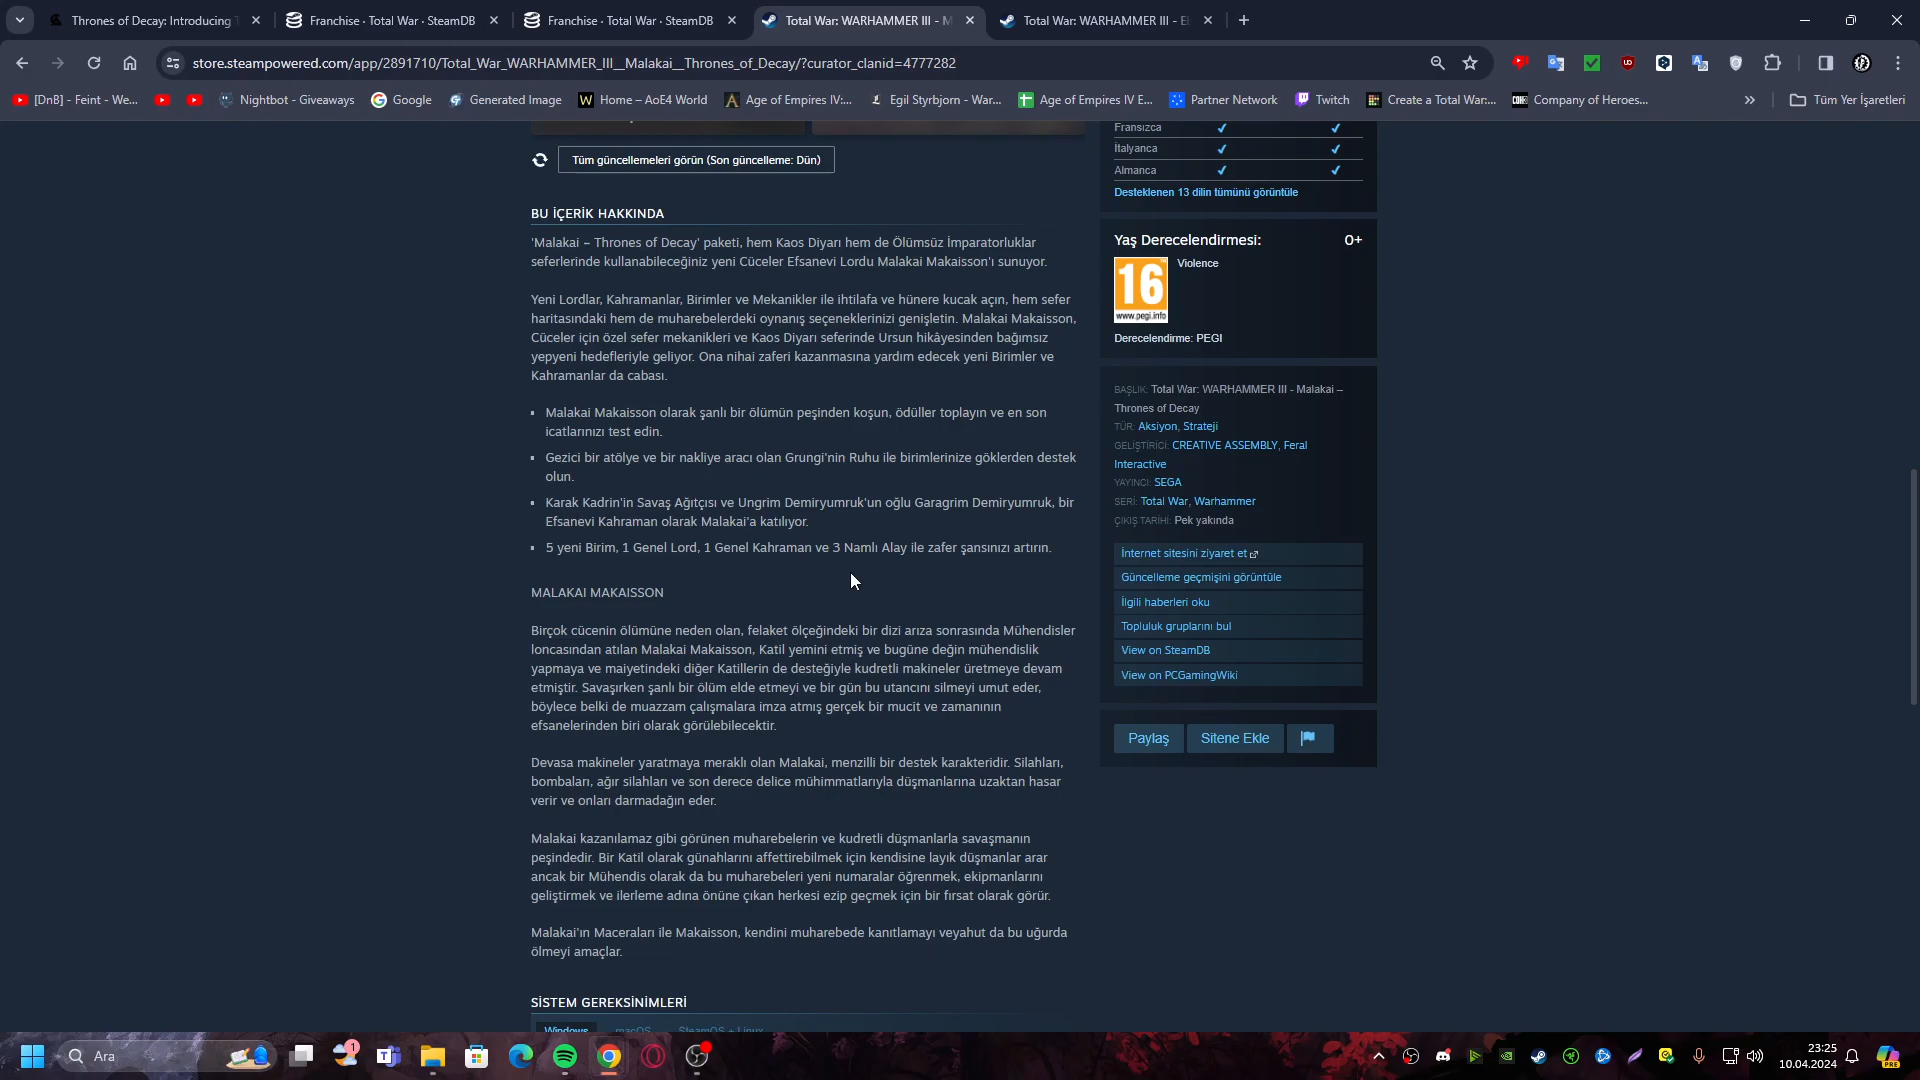 Thrones of Decay: Introducing
Franchise · Total War · SteamDB
Franchise · Total War · SteamDB
Total War: WARHAMMER III - M
Total War: WARHAMMER III - El
store.steampowered.com/app/2891710/Total_War_WARHAMMER_III__Malakai__Thrones_of_Decay/?curator_clanid=4777282
[DnB] - Feint - We...
Nightbot - Giveaways
Google
Generated Image
Home – AoE4 World
Age of Empires IV:...
Egil Styrbjorn - War...
Age of Empires IV E...
Partner Network
Twitch
Create a Total War:...
Company of Heroes...
Tüm Yer İşaretleri
Tüm güncellemeleri görün (Son güncelleme: Dün)
BU İÇERİK HAKKINDA
'Malakai – Thrones of Decay' paketi, hem Kaos Diyarı hem de Ölümsüz İmparatorluklar
seferlerinde kullanabileceğiniz yeni Cüceler Efsanevi Lordu Malakai Makaisson'ı sunuyor.
Yeni Lordlar, Kahramanlar, Birimler ve Mekanikler ile ihtilafa ve hünere kucak açın, hem sefer
haritasındaki hem de muharebelerdeki oynanış seçeneklerinizi genişletin. Malakai Makaisson,
Cüceler için özel sefer mekanikleri ve Kaos Diyarı seferinde Ursun hikâyesinden bağımsız
yepyeni hedefleriyle geliyor. Ona nihai zaferi kazanmasına yardım edecek yeni Birimler ve
Kahramanlar da cabası.
▪ Malakai Makaisson olarak şanlı bir ölümün peşinden koşun, ödüller toplayın ve en son
icatlarınızı test edin.
▪ Gezici bir atölye ve bir nakliye aracı olan Grungi'nin Ruhu ile birimlerinize göklerden destek
olun.
▪ Karak Kadrin'in Savaş Ağıtçısı ve Ungrim Demiryumruk'un oğlu Garagrim Demiryumruk, bir
Efsanevi Kahraman olarak Malakai'a katılıyor.
▪ 5 yeni Birim, 1 Genel Lord, 1 Genel Kahraman ve 3 Namlı Alay ile zafer şansınızı artırın.
MALAKAI MAKAISSON
Birçok cücenin ölümüne neden olan, felaket ölçeğindeki bir dizi arıza sonrasında Mühendisler
loncasından atılan Malakai Makaisson, Katil yemini etmiş ve bugüne değin mühendislik
yapmaya ve maiyetindeki diğer Katillerin de desteğiyle kudretli makineler üretmeye devam
etmiştir. Savaşırken şanlı bir ölüm elde etmeyi ve bir gün bu utancını silmeyi umut eder,
böylece belki de muazzam çalışmalara imza atmış gerçek bir mucit ve zamanının
efsanelerinden biri olarak görülebilecektir.
Devasa makineler yaratmaya meraklı olan Malakai, menzilli bir destek karakteridir. Silahları,
bombaları, ağır silahları ve son derece delice mühimmatlarıyla düşmanlarına uzaktan hasar
verir ve onları darmadağın eder.
Malakai kazanılamaz gibi görünen muharebelerin ve kudretli düşmanlarla savaşmanın
peşindedir. Bir Katil olarak günahlarını affettirebilmek için kendisine layık düşmanlar arar
ancak bir Mühendis olarak da bu muharebeleri yeni numaralar öğrenmek, ekipmanlarını
geliştirmek ve ilerleme adına önüne çıkan herkesi ezip geçmek için bir fırsat olarak görür.
Malakai'ın Maceraları ile Makaisson, kendini muharebede kanıtlamayı veyahut da bu uğurda
ölmeyi amaçlar.
SİSTEM GEREKSİNİMLERİ
Windows macOS SteamOS + Linux
Fransızca ✔ ✔
İtalyanca ✔ ✔
Almanca ✔ ✔
Desteklenen 13 dilin tümünü görüntüle
Yaş Derecelendirmesi: 0+
16
www.pegi.info
Violence
Derecelendirme: PEGI
BAŞLIK: Total War: WARHAMMER III - Malakai –
Thrones of Decay
TÜR: Aksiyon, Strateji
GELİŞTİRİCİ: CREATIVE ASSEMBLY, Feral
Interactive
YAYINCI: SEGA
SERİ: Total War, Warhammer
ÇIKIŞ TARİHİ: Pek yakında
İnternet sitesini ziyaret et
Güncelleme geçmişini görüntüle
İlgili haberleri oku
Topluluk gruplarını bul
View on SteamDB
View on PCGamingWiki
Paylaş
Sitene Ekle
Ara
1
23:25
10.04.2024
PRE